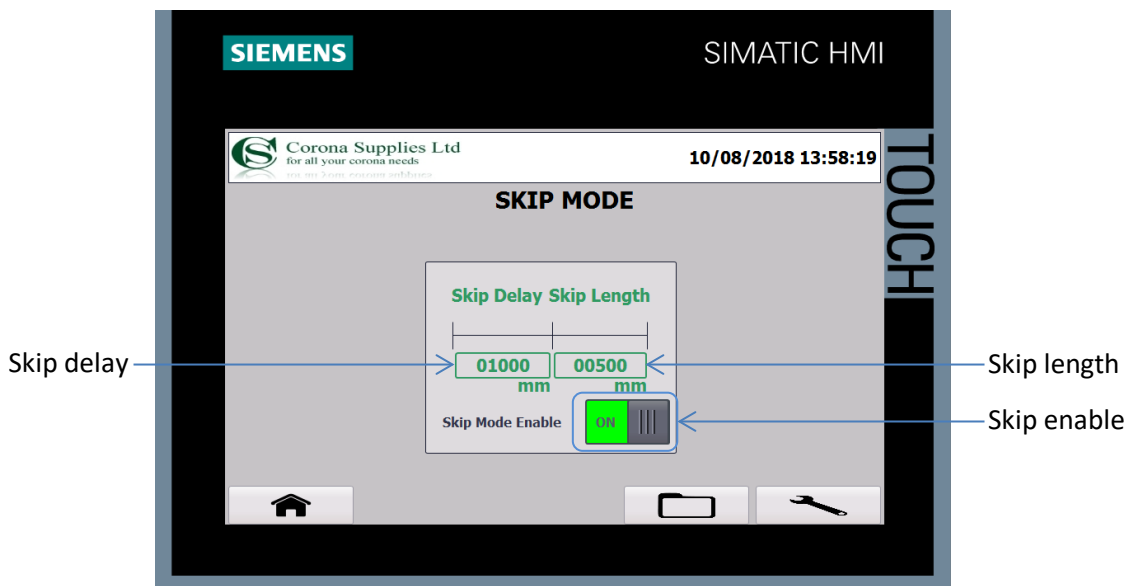 SIEMENS
SIMATIC HMI
TOUCH
Corona Supplies Ltd
for all your corona needs
10/08/2018 13:58:19
SKIP MODE
Skip Delay Skip Length
Skip delay
01000 00500
mm mm
Skip length
Skip Mode Enable
ON
Skip enable